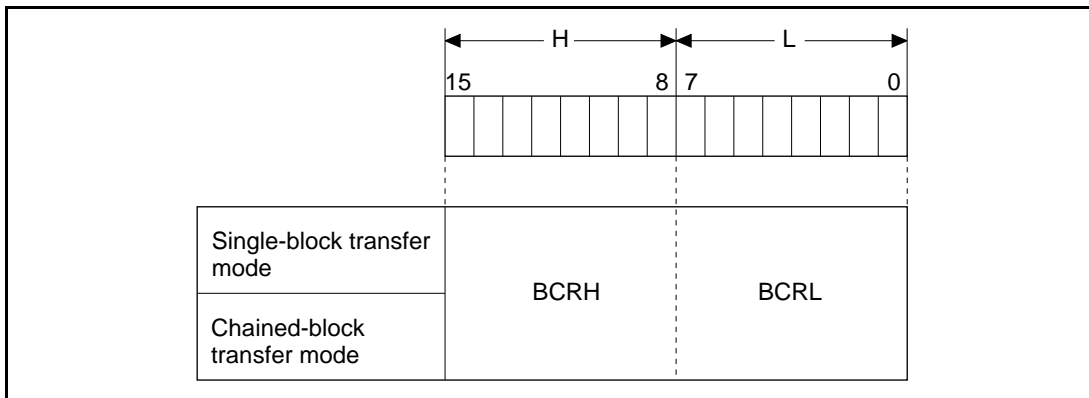 H L
15 8 7 0
Single-block transfer
mode
BCRH BCRL
Chained-block
transfer mode